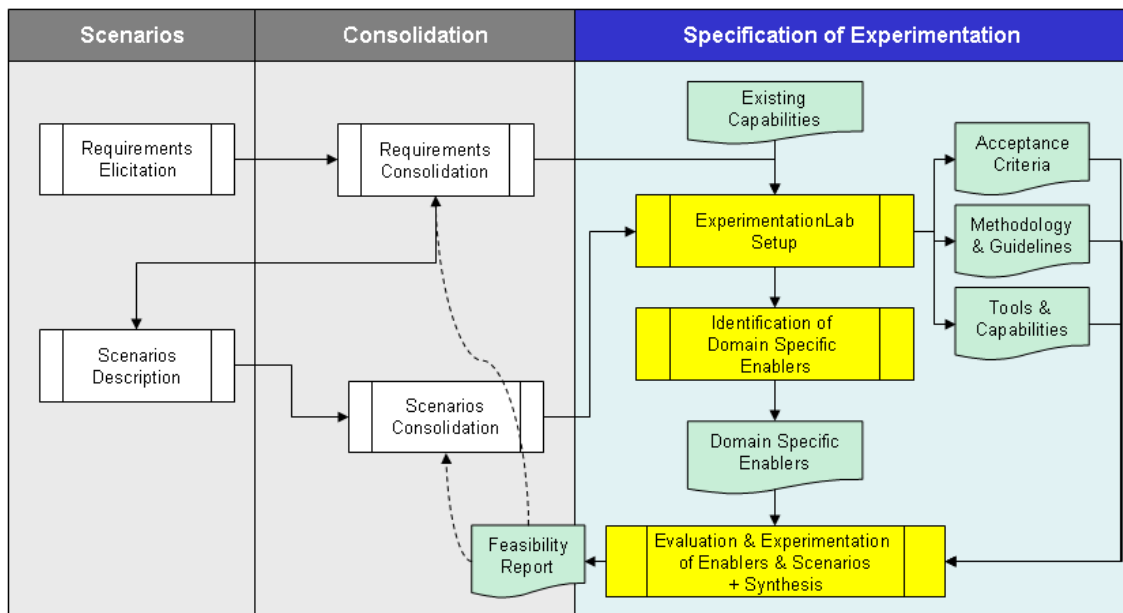 Scenarios
Consolidation
Specification of Experimentation
Existing
Capabilities
Requirements
Elicitation
Requirements
Consolidation
Acceptance
Criteria
ExperimentationLab
Setup
Methodology
& Guidelines
Tools &
Capabilities
Identification of
Domain Specific
Enablers
Scenarios
Description
Scenarios
Consolidation
Domain Specific
Enablers
Feasibility
Report
Evaluation & Experimentation
of Enablers & Scenarios
+ Synthesis